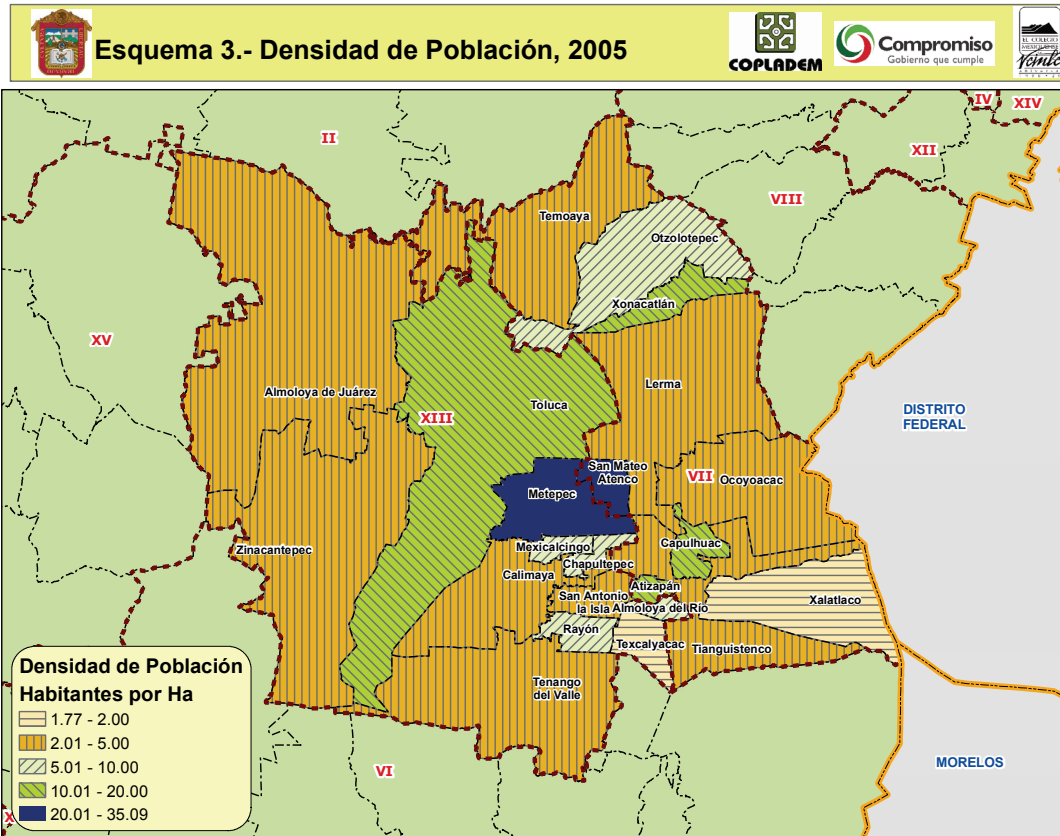 Esquema 3.- Densidad de Población, 2005
COPLADEM
Compromiso
Gobierno que cumple
EL COLEGIO
MEXIQUENSE
II
IV
XIV
XII
VIII
Temoaya
Otzolotepec
Xonacatlán
XV
Almoloya de Juárez
Lerma
XIII
Toluca
DISTRITO
FEDERAL
San Mateo
Atenco
VII
Ocoyoacac
Metepec
Zinacantepec
Mexicalcingo
Capulhuac
Chapultepec
Calimaya
Atizapán
San Antonio
la Isla
Almoloya del Río
Xalatlaco
Rayón
Texcalyacac
Tianguistenco
Tenango
del Valle
VI
MORELOS
Densidad de Población
Habitantes por Ha
1.77 - 2.00
2.01 - 5.00
5.01 - 10.00
10.01 - 20.00
20.01 - 35.09